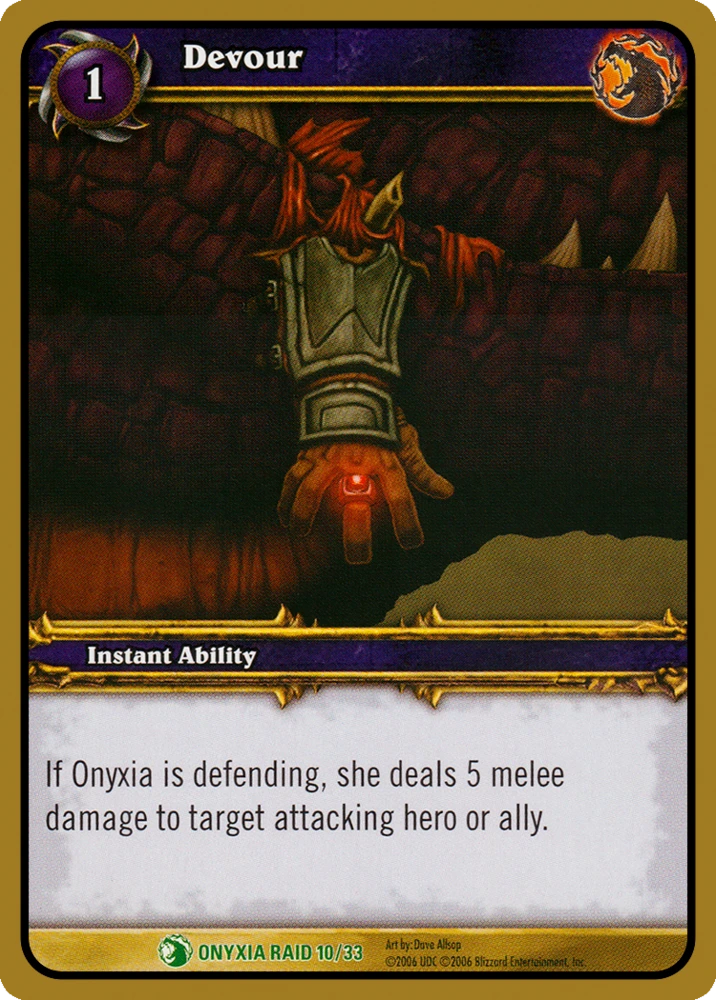 1
Devour
Instant Ability
If Onyxia is defending, she deals 5 melee
damage to target attacking hero or ally.
ONYXIA RAID 10/33
Art by: Dave Allsop
©2006 UDC ©2006 Blizzard Entertainment, Inc.